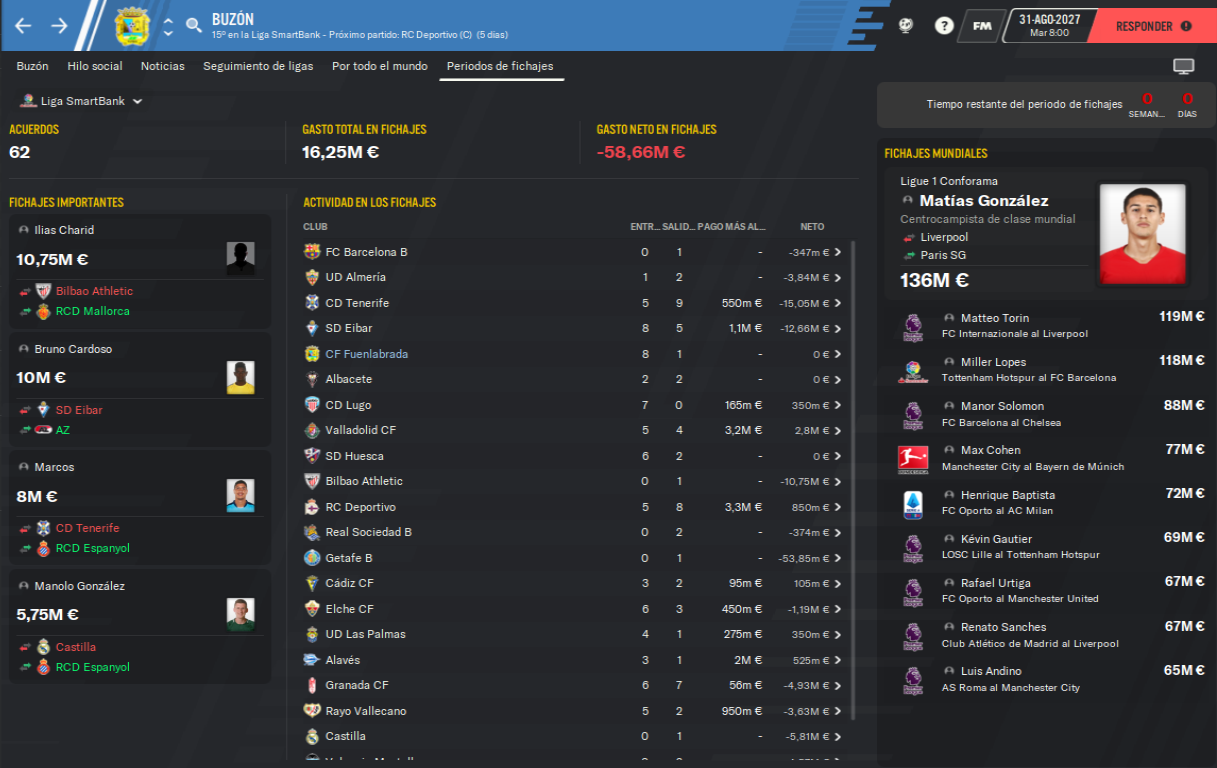 BUZÓN
15º en la Liga SmartBank - Próximo partido: RC Deportivo (C) (5 días)
?
FM
31-AGO-2027
Mar 8:00
RESPONDER
Buzón Hilo social Noticias Seguimiento de ligas Por todo el mundo Periodos de fichajes
Liga SmartBank
Tiempo restante del periodo de fichajes 0 SEMAN... 0 DÍAS
ACUERDOS
62
GASTO TOTAL EN FICHAJES
16,25M €
GASTO NETO EN FICHAJES
-58,66M €
FICHAJES IMPORTANTES
Ilias Charid
10,75M €
Bilbao Athletic
RCD Mallorca
Bruno Cardoso
10M €
SD Eibar
AZ
Marcos
8M €
CD Tenerife
RCD Espanyol
Manolo González
5,75M €
Castilla
RCD Espanyol
ACTIVIDAD EN LOS FICHAJES
CLUB ENTR... SALID... PAGO MÁS AL... NETO
FC Barcelona B 0 1 - -347m €
UD Almería 1 2 - -3,84M €
CD Tenerife 5 9 550m € -15,05M €
SD Eibar 8 5 1,1M € -12,66M €
CF Fuenlabrada 8 1 - 0 €
Albacete 2 2 - 0 €
CD Lugo 7 0 165m € 350m €
Valladolid CF 5 4 3,2M € 2,8M €
SD Huesca 6 2 - 0 €
Bilbao Athletic 0 1 - -10,75M €
RC Deportivo 5 8 3,3M € 850m €
Real Sociedad B 0 2 - -374m €
Getafe B 0 1 - -53,85m €
Cádiz CF 3 2 95m € 105m €
Elche CF 6 3 450m € -1,19M €
UD Las Palmas 4 1 275m € 350m €
Alavés 3 1 2M € 525m €
Granada CF 6 7 56m € -4,93M €
Rayo Vallecano 5 2 950m € -3,63M €
Castilla 0 1 - -5,81M €
FICHAJES MUNDIALES
Ligue 1 Conforama
Matías González
Centrocampista de clase mundial
Liverpool
Paris SG
136M €
Matteo Torin 119M €
FC Internazionale al Liverpool
Miller Lopes 118M €
Tottenham Hotspur al FC Barcelona
Manor Solomon 88M €
FC Barcelona al Chelsea
Max Cohen 77M €
Manchester City al Bayern de Múnich
Henrique Baptista 72M €
FC Oporto al AC Milan
Kévin Gautier 69M €
LOSC Lille al Tottenham Hotspur
Rafael Urtiga 67M €
FC Oporto al Manchester United
Renato Sanches 67M €
Club Atlético de Madrid al Liverpool
Luis Andino 65M €
AS Roma al Manchester City